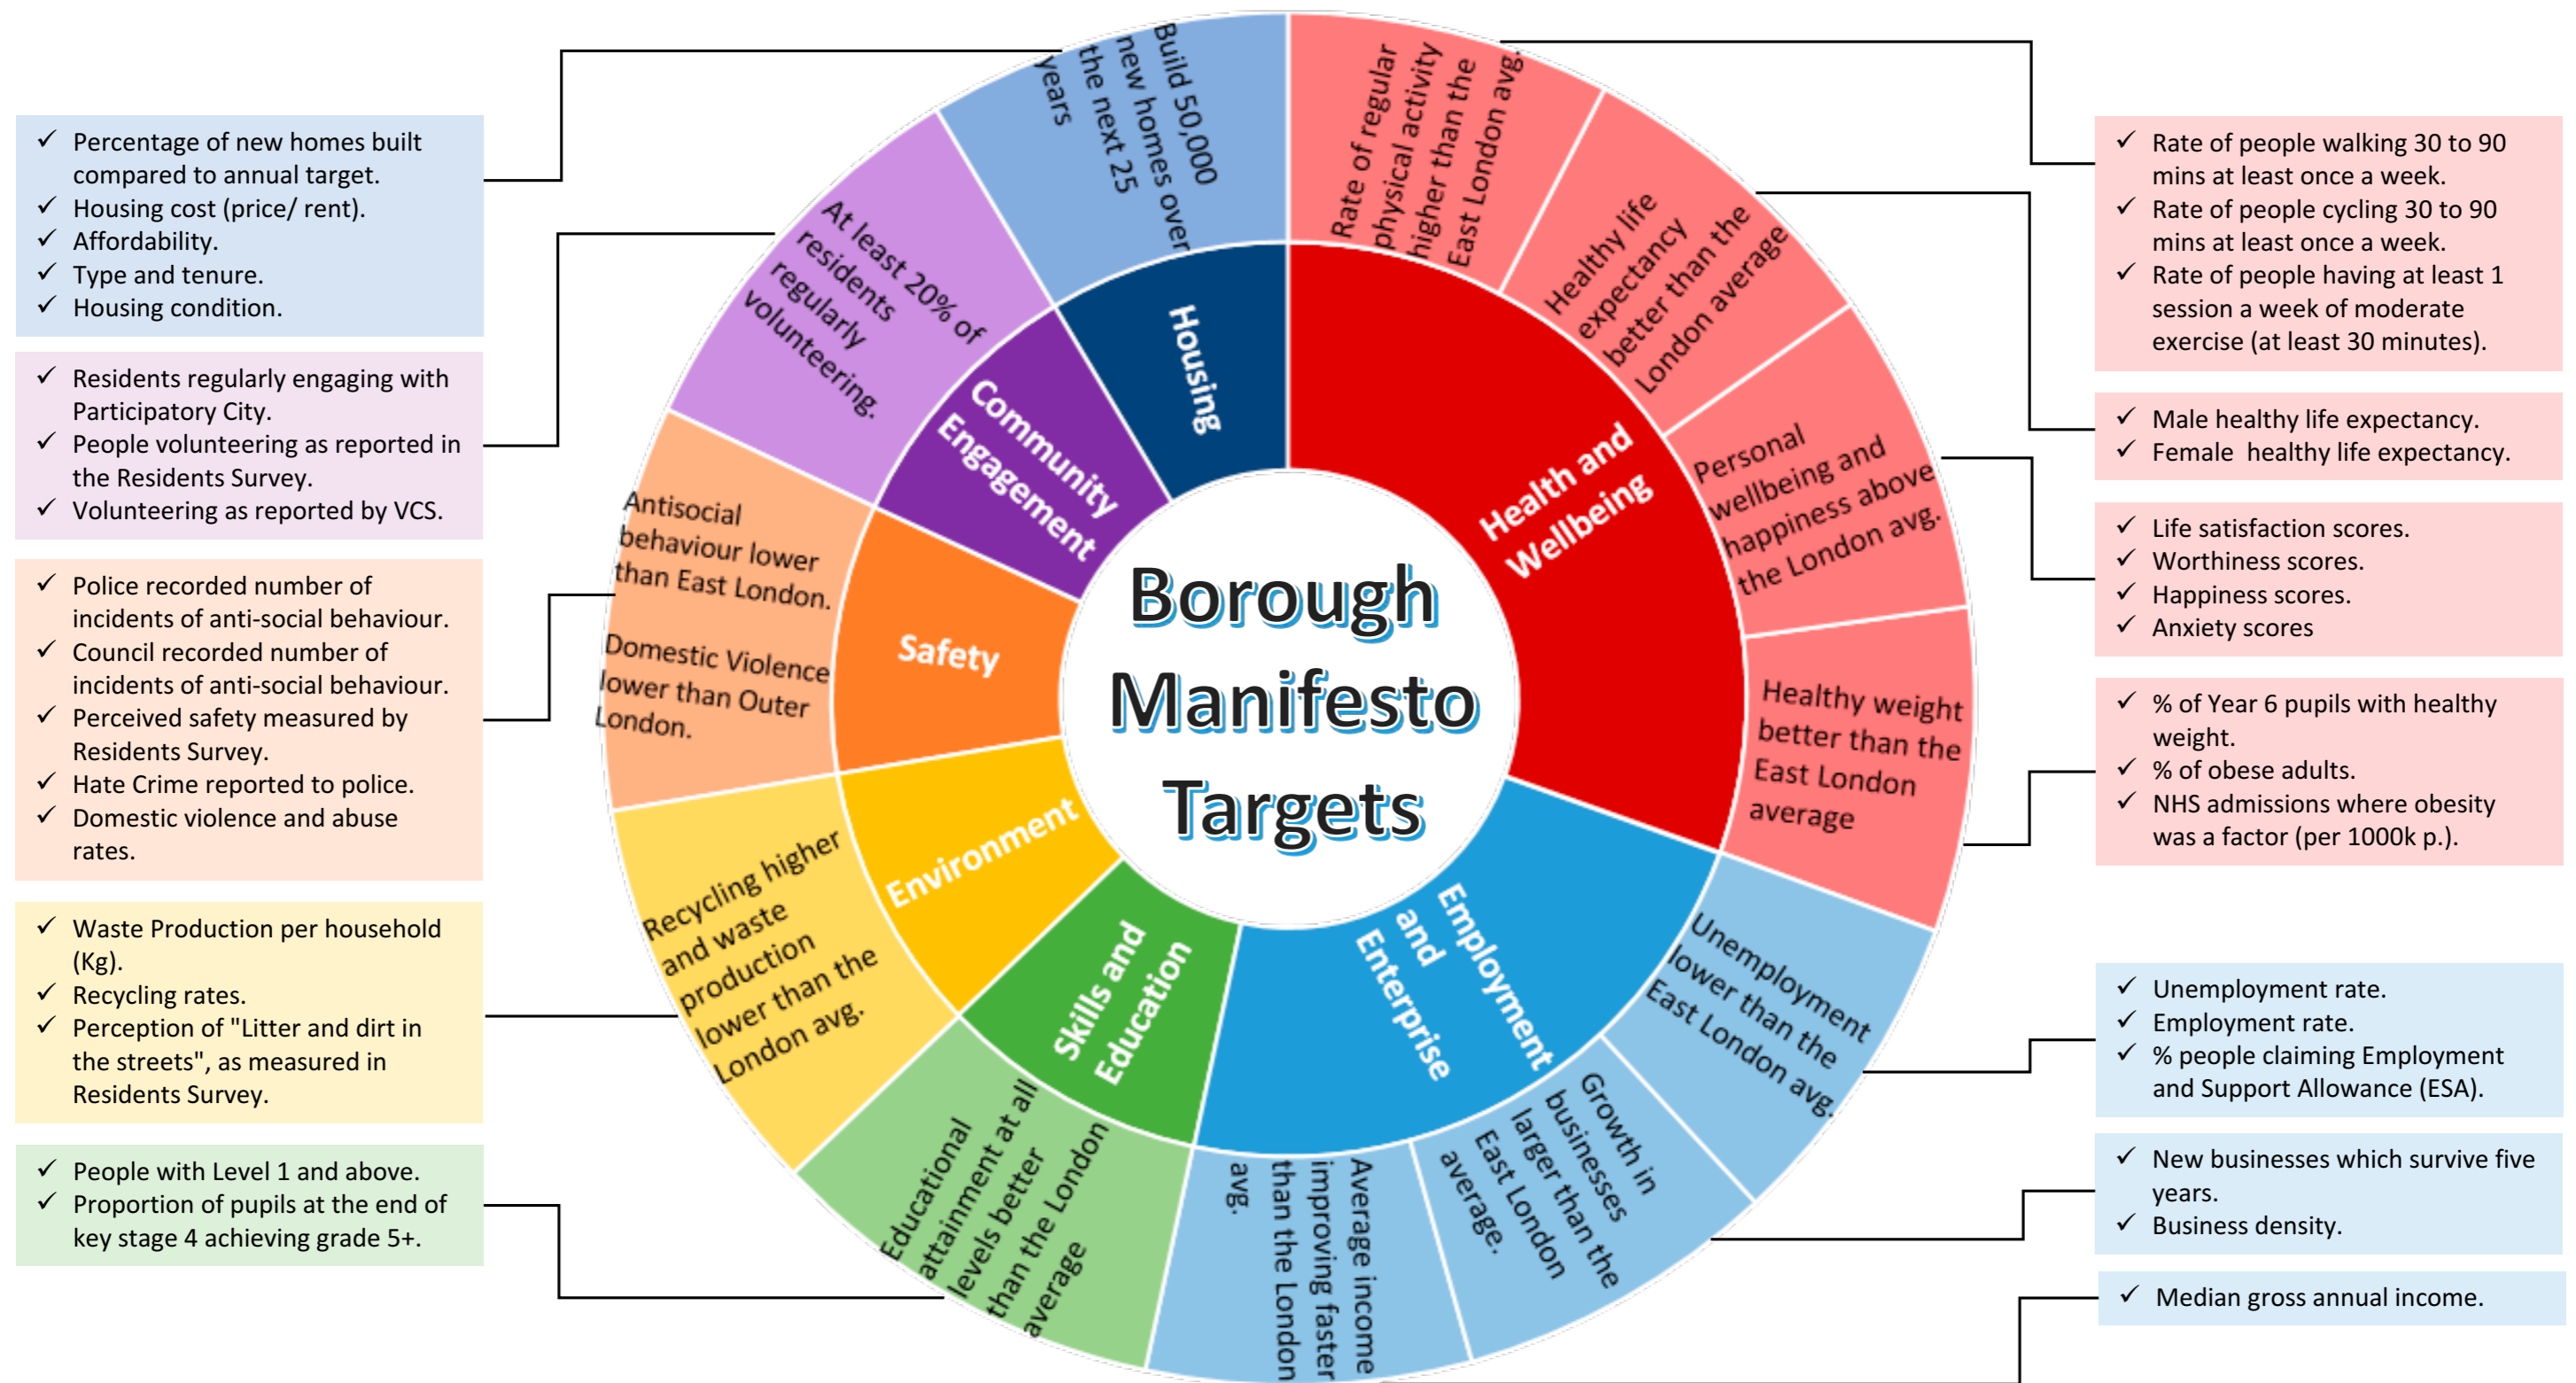 Borough
Manifesto
Targets
Housing
Build 50,000
new homes over
the next 25
years
✓ Percentage of new homes built
compared to annual target.
✓ Housing cost (price/ rent).
✓ Affordability.
✓ Type and tenure.
✓ Housing condition.
Community
Engagement
At least 20% of
residents
regularly
volunteering.
✓ Residents regularly engaging with
Participatory City.
✓ People volunteering as reported in
the Residents Survey.
✓ Volunteering as reported by VCS.
Safety
Antisocial
behaviour lower
than East London.
Domestic Violence
lower than Outer
London.
✓ Police recorded number of
incidents of anti-social behaviour.
✓ Council recorded number of
incidents of anti-social behaviour.
✓ Perceived safety measured by
Residents Survey.
✓ Hate Crime reported to police.
✓ Domestic violence and abuse
rates.
Environment
Recycling higher
and waste
production
lower than the
London avg.
✓ Waste Production per household
(Kg).
✓ Recycling rates.
✓ Perception of "Litter and dirt in
the streets", as measured in
Residents Survey.
Skills and
Education
Educational
attainment at all
levels better
than the London
average
✓ People with Level 1 and above.
✓ Proportion of pupils at the end of
key stage 4 achieving grade 5+.
Health and
Wellbeing
Rate of regular
physical activity
higher than the
East London avg.
✓ Rate of people walking 30 to 90
mins at least once a week.
✓ Rate of people cycling 30 to 90
mins at least once a week.
✓ Rate of people having at least 1
session a week of moderate
exercise (at least 30 minutes).
Healthy life
expectancy
better than the
London average
✓ Male healthy life expectancy.
✓ Female healthy life expectancy.
Personal
wellbeing and
happiness above
the London avg.
✓ Life satisfaction scores.
✓ Worthiness scores.
✓ Happiness scores.
✓ Anxiety scores
Healthy weight
better than the
East London
average
✓ % of Year 6 pupils with healthy
weight.
✓ % of obese adults.
✓ NHS admissions where obesity
was a factor (per 1000k p.).
Employment
and
Enterprise
Unemployment
lower than the
East London avg.
✓ Unemployment rate.
✓ Employment rate.
✓ % people claiming Employment
and Support Allowance (ESA).
Growth in
businesses
larger than the
East London
average.
✓ New businesses which survive five
years.
✓ Business density.
Average income
improving faster
than the London
avg.
✓ Median gross annual income.